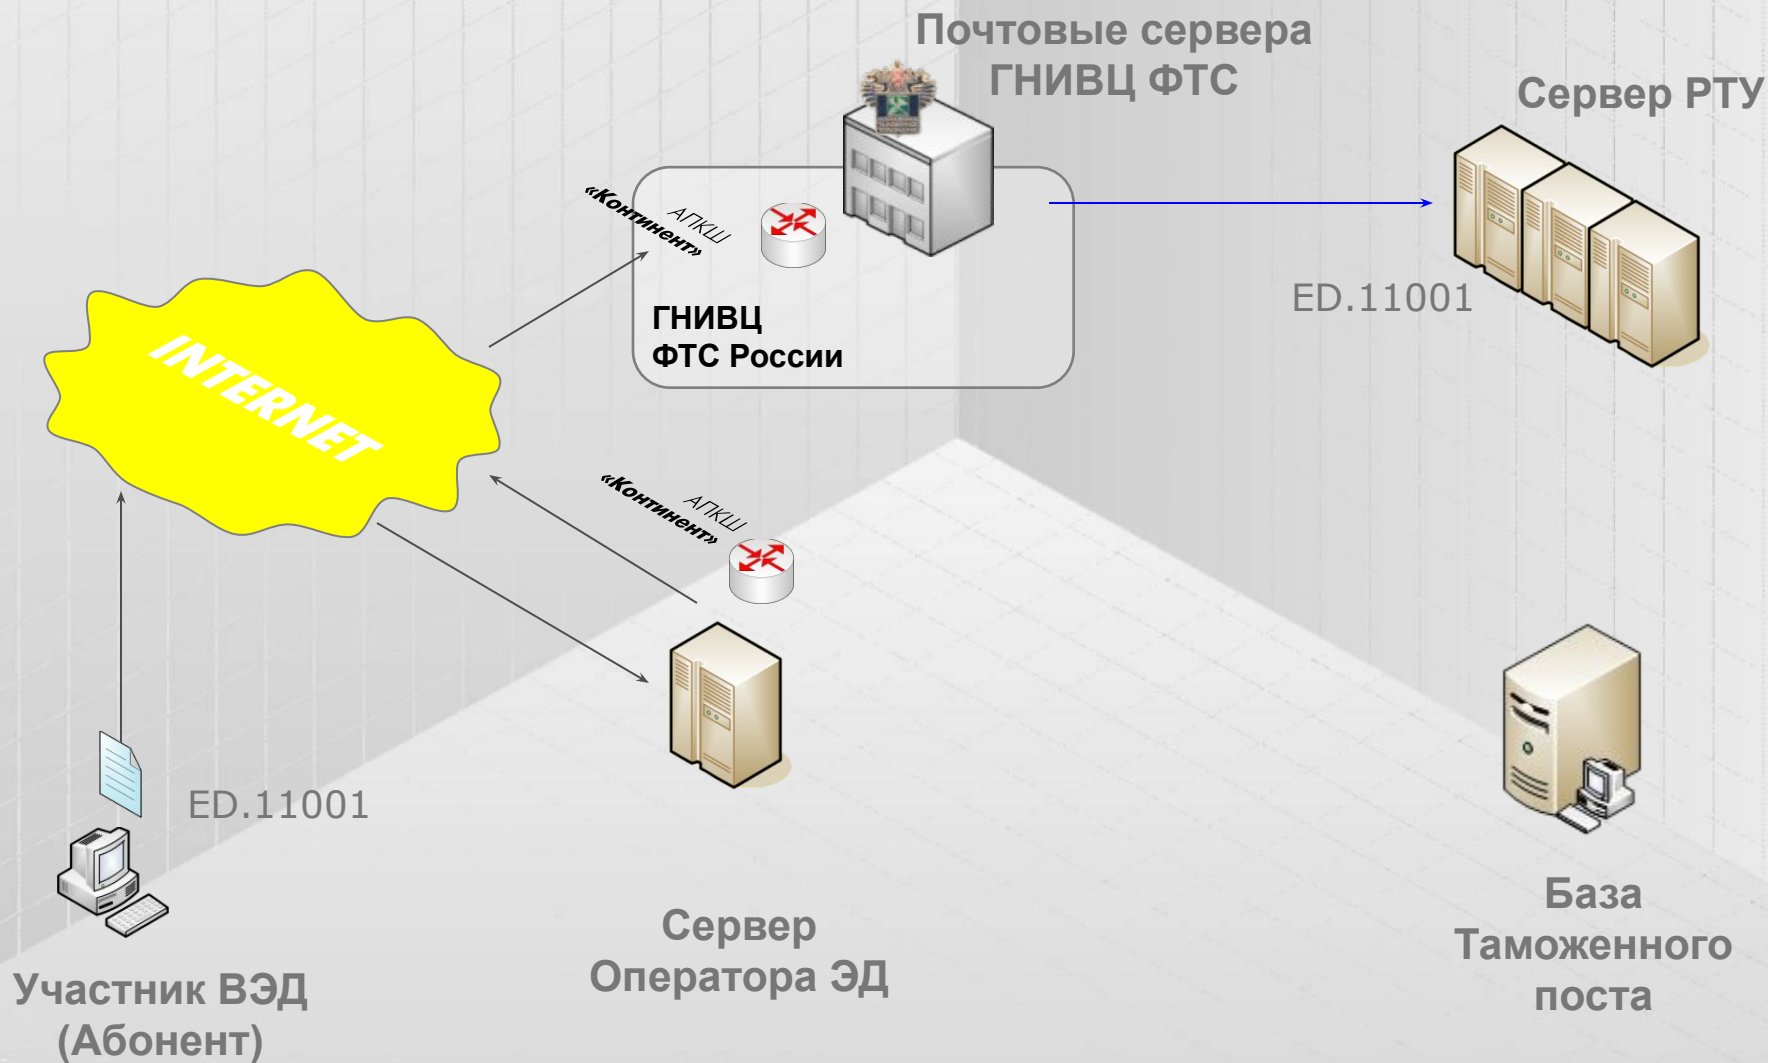 Почтовые сервера
ГНИВЦ ФТС
Сервер РТУ
АПКШ
«Континент»
ГНИВЦ
ФТС России
ED.11001
INTERNET
АПКШ
«Континент»
ED.11001
Сервер
Оператора ЭД
База
Таможенного
поста
Участник ВЭД
(Абонент)